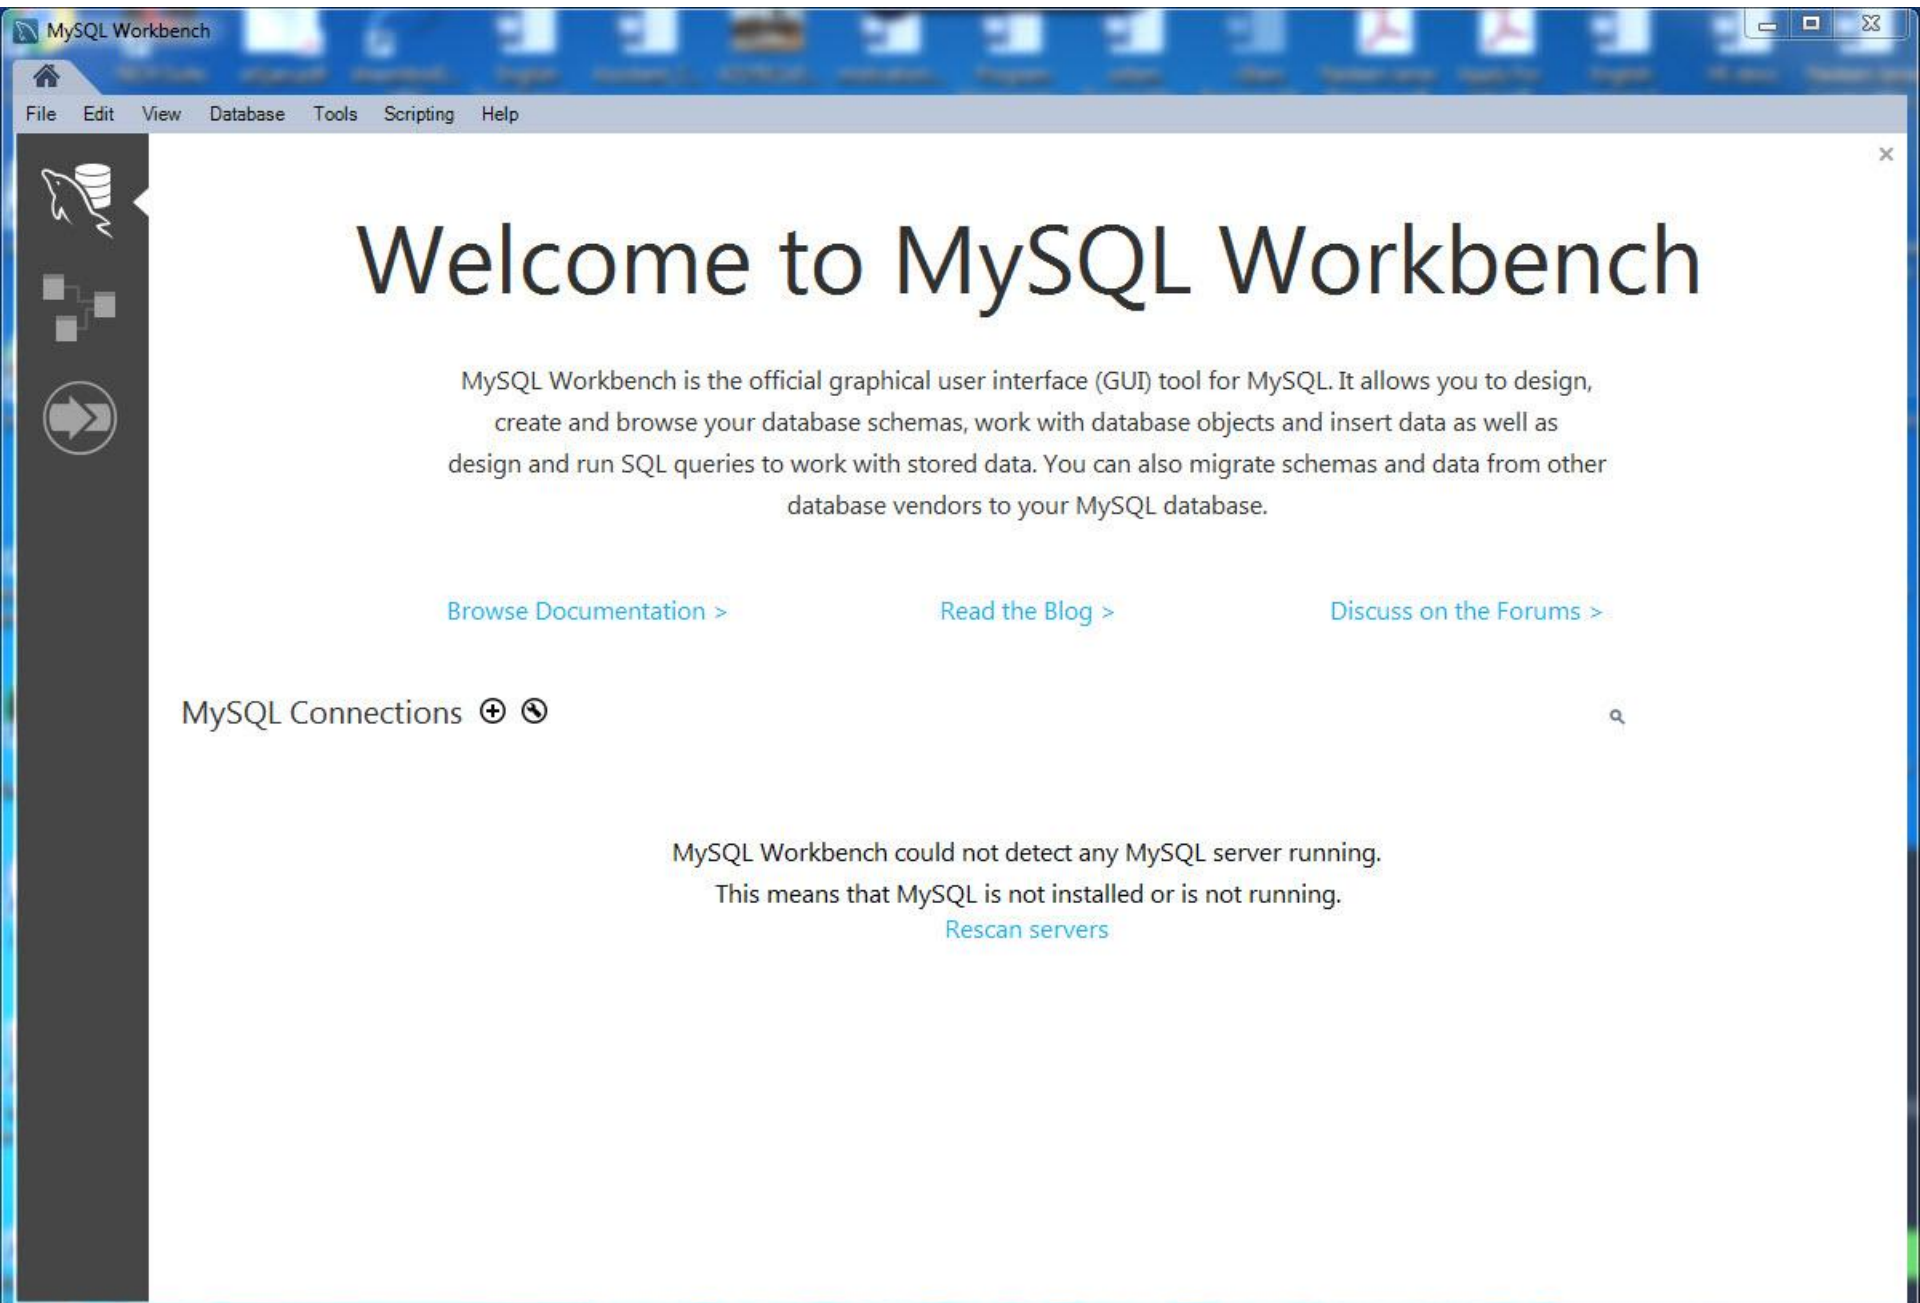 MySQL Workbench
File Edit View Database Tools Scripting Help
Welcome to MySQL Workbench
MySQL Workbench is the official graphical user interface (GUI) tool for MySQL. It allows you to design,
create and browse your database schemas, work with database objects and insert data as well as
design and run SQL queries to work with stored data. You can also migrate schemas and data from other
database vendors to your MySQL database.
Browse Documentation > Read the Blog > Discuss on the Forums >
MySQL Connections
MySQL Workbench could not detect any MySQL server running.
This means that MySQL is not installed or is not running.
Rescan servers